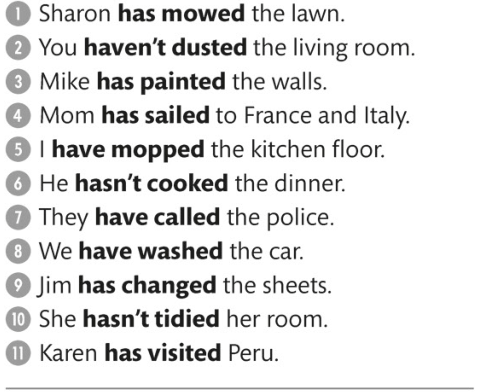 1 Sharon has mowed the lawn.
2 You haven't dusted the living room.
3 Mike has painted the walls.
4 Mom has sailed to France and Italy.
5 I have mopped the kitchen floor.
6 He hasn't cooked the dinner.
7 They have called the police.
8 We have washed the car.
9 Jim has changed the sheets.
10 She hasn't tidied her room.
11 Karen has visited Peru.